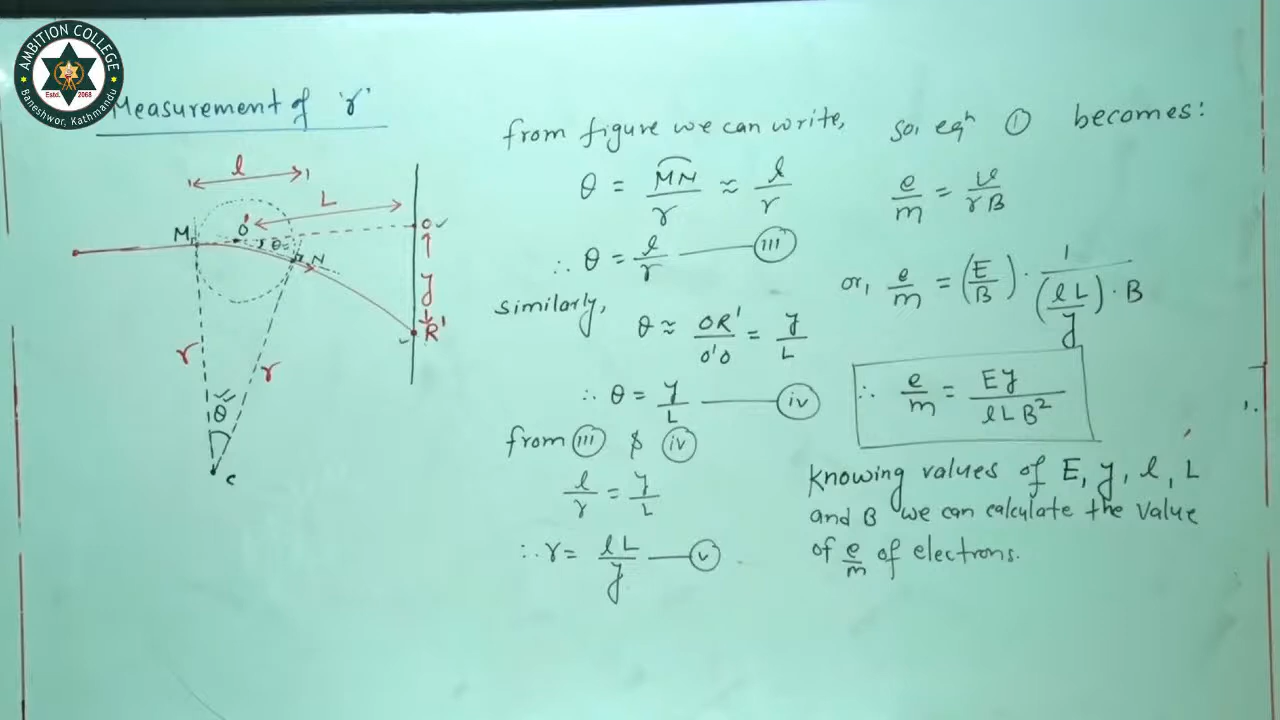 AMBITION COLLEGE
Estd. 2068
Baneshwor, Kathmandu
Measurement of 'r'
l
L
M
O'
θ
N
O
y
R'
r
r
θ
C
from figure we can write,
θ = MN/r ≈ l/r
∴ θ = l/r — (iii)
similarly,
θ ≈ OR'/O'O = y/L
∴ θ = y/L — (iv)
from (iii) & (iv)
l/r = y/L
∴ r = lL/y — (v)
so, eqⁿ (1) becomes:
e/m = v/rB
or, e/m = (E/B) · 1/(lL/y) · B
∴ e/m = Ey/lLB²
Knowing values of E, y, l, L
and B we can calculate the value
of e/m of electrons.